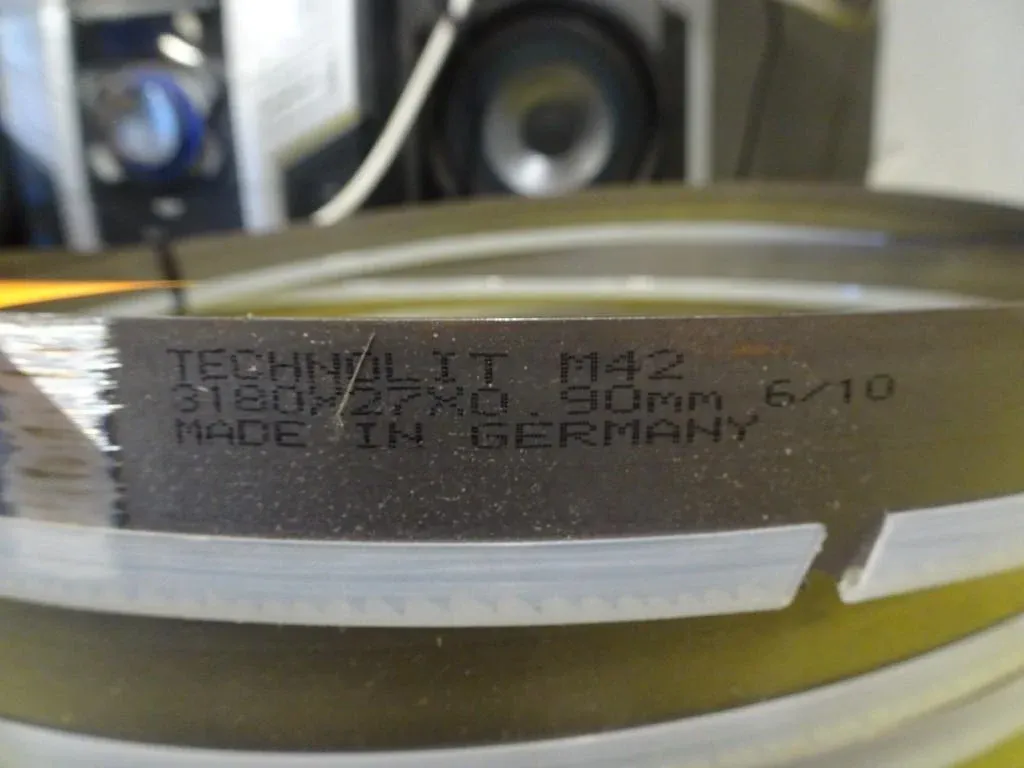 TECHNOLIT M42
3180x27x0.90mm 6/10
MADE IN GERMANY